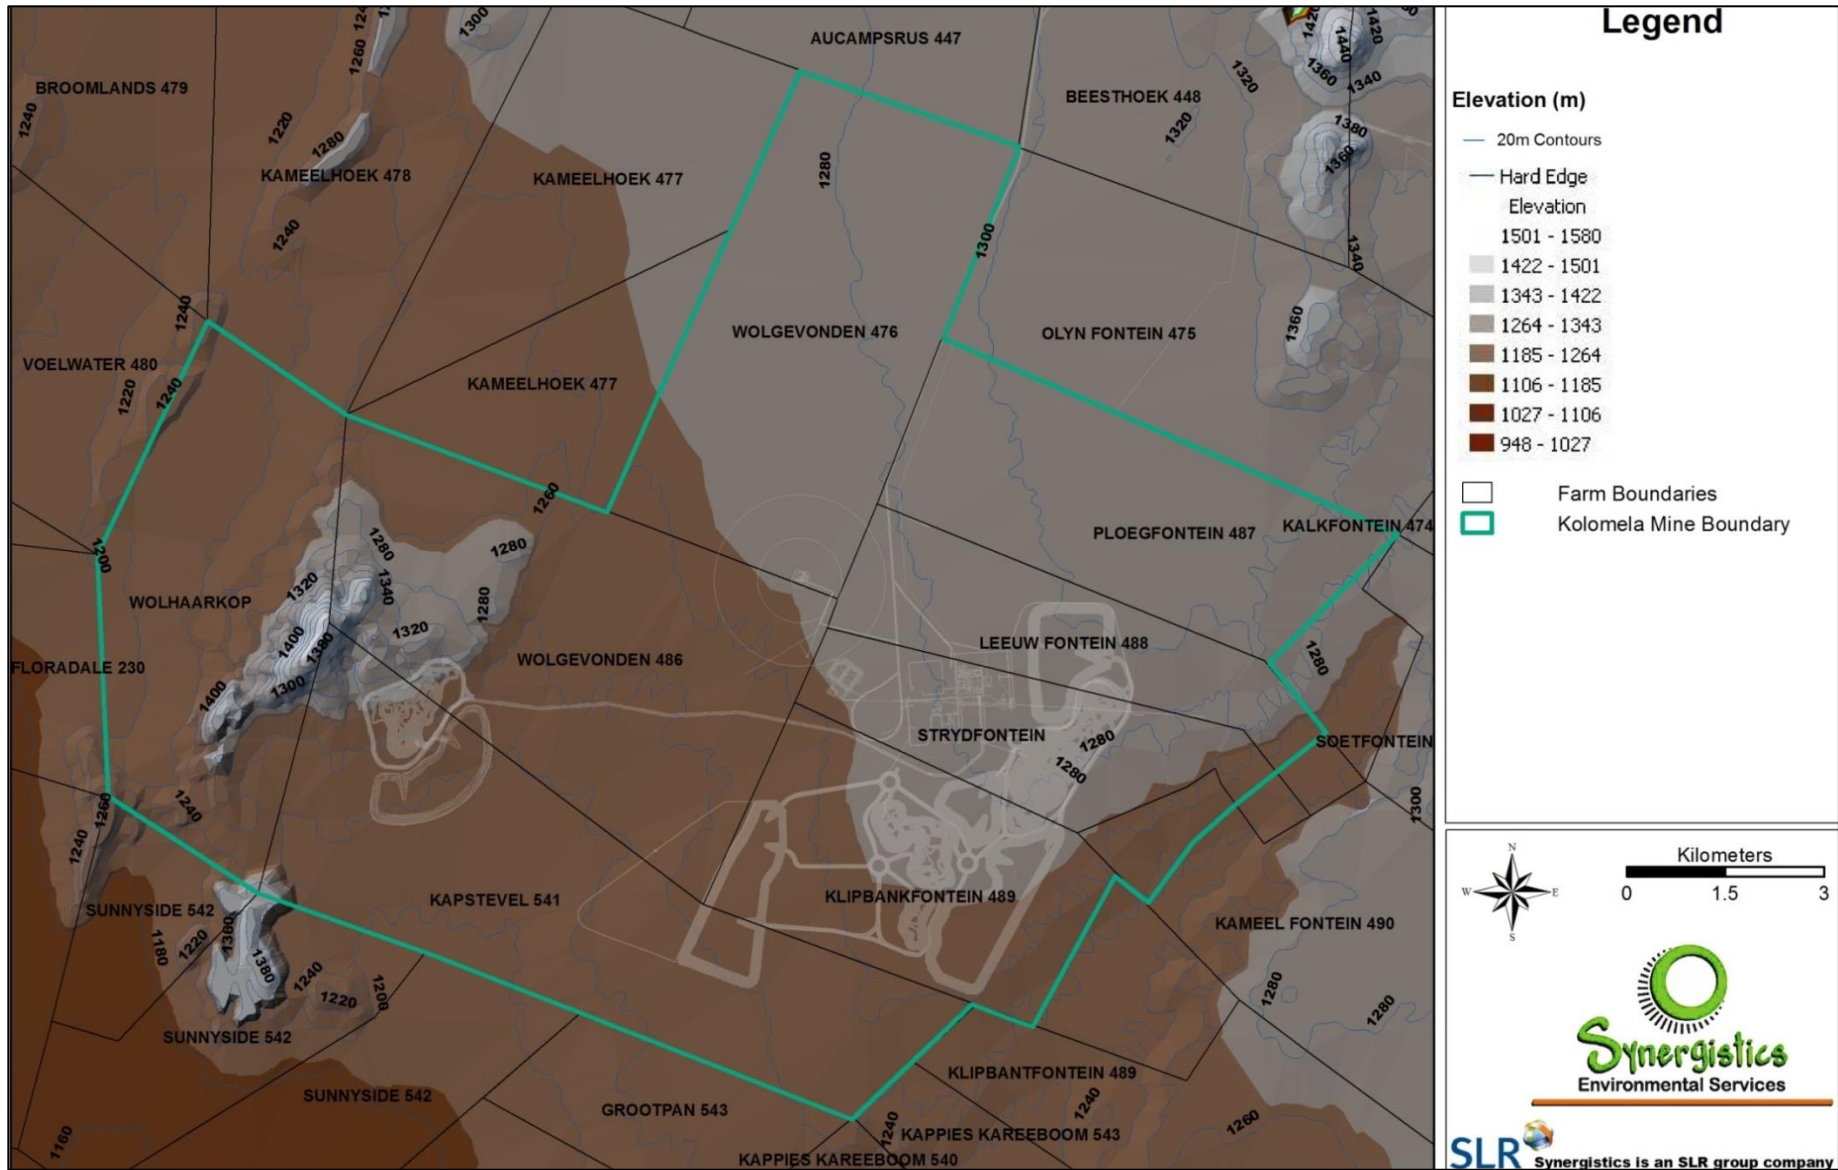 1300
1240
1260
12
AUCAMPSRUS 447
1420
1440
1420
BROOMLANDS 479
BEESTHOEK 448
1320
1360
1340
1240
1220
1280
1320
1380
1360
KAMEELHOEK 478
KAMEELHOEK 477
1280
1240
1300
1340
1240
WOLGEVONDEN 476
OLYN FONTEIN 475
1360
VOELWATER 480
1220
1240
KAMEELHOEK 477
1260
1200
1280
1280
PLOEGFONTEIN 487
KALKFONTEIN 474
WOLHAARKOP
1320
1340
1280
1400
1380
1320
LEEUW FONTEIN 488
1280
FLORADALE 230
WOLGEVONDEN 486
1400
1300
STRYDFONTEIN
1280
1280
SOETFONTEIN
1260
1240
1240
1300
SUNNYSIDE 542
KAPSTEVEL 541
KLIPBANKFONTEIN 489
KAMEEL FONTEIN 490
1180
1220
1360
1380
1240
1220
1200
1280
1280
SUNNYSIDE 542
KLIPBANTFONTEIN 489
SUNNYSIDE 542
GROOTPAN 543
1240
1240
1260
1160
KAPPIES KAREEBOOM 543
KAPPIES KAREEBOOM 540
Legend
Elevation (m)
20m Contours
Hard Edge
Elevation
1501 - 1580
1422 - 1501
1343 - 1422
1264 - 1343
1185 - 1264
1106 - 1185
1027 - 1106
948 - 1027
Farm Boundaries
Kolomela Mine Boundary
N
W
E
S
Kilometers
0 1.5 3
Synergistics
Environmental Services
SLR Synergistics is an SLR group company